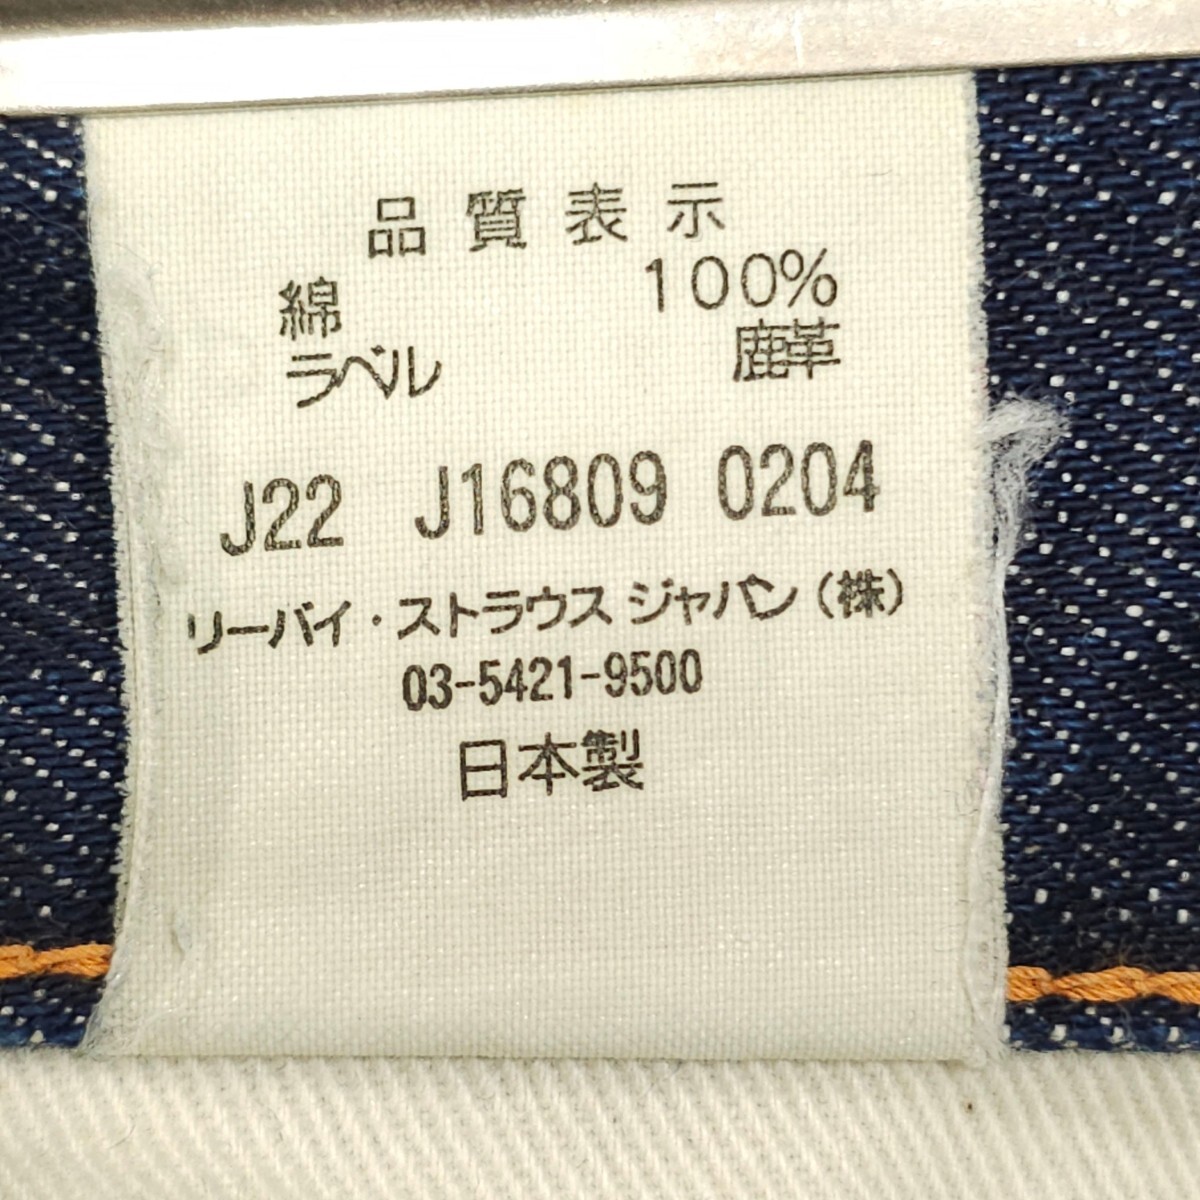 品質表示
綿 100%
ラベル 鹿革
J22 J16809 0204
リーバイ・ストラウス ジャパン（株）
03-5421-9500
日本製